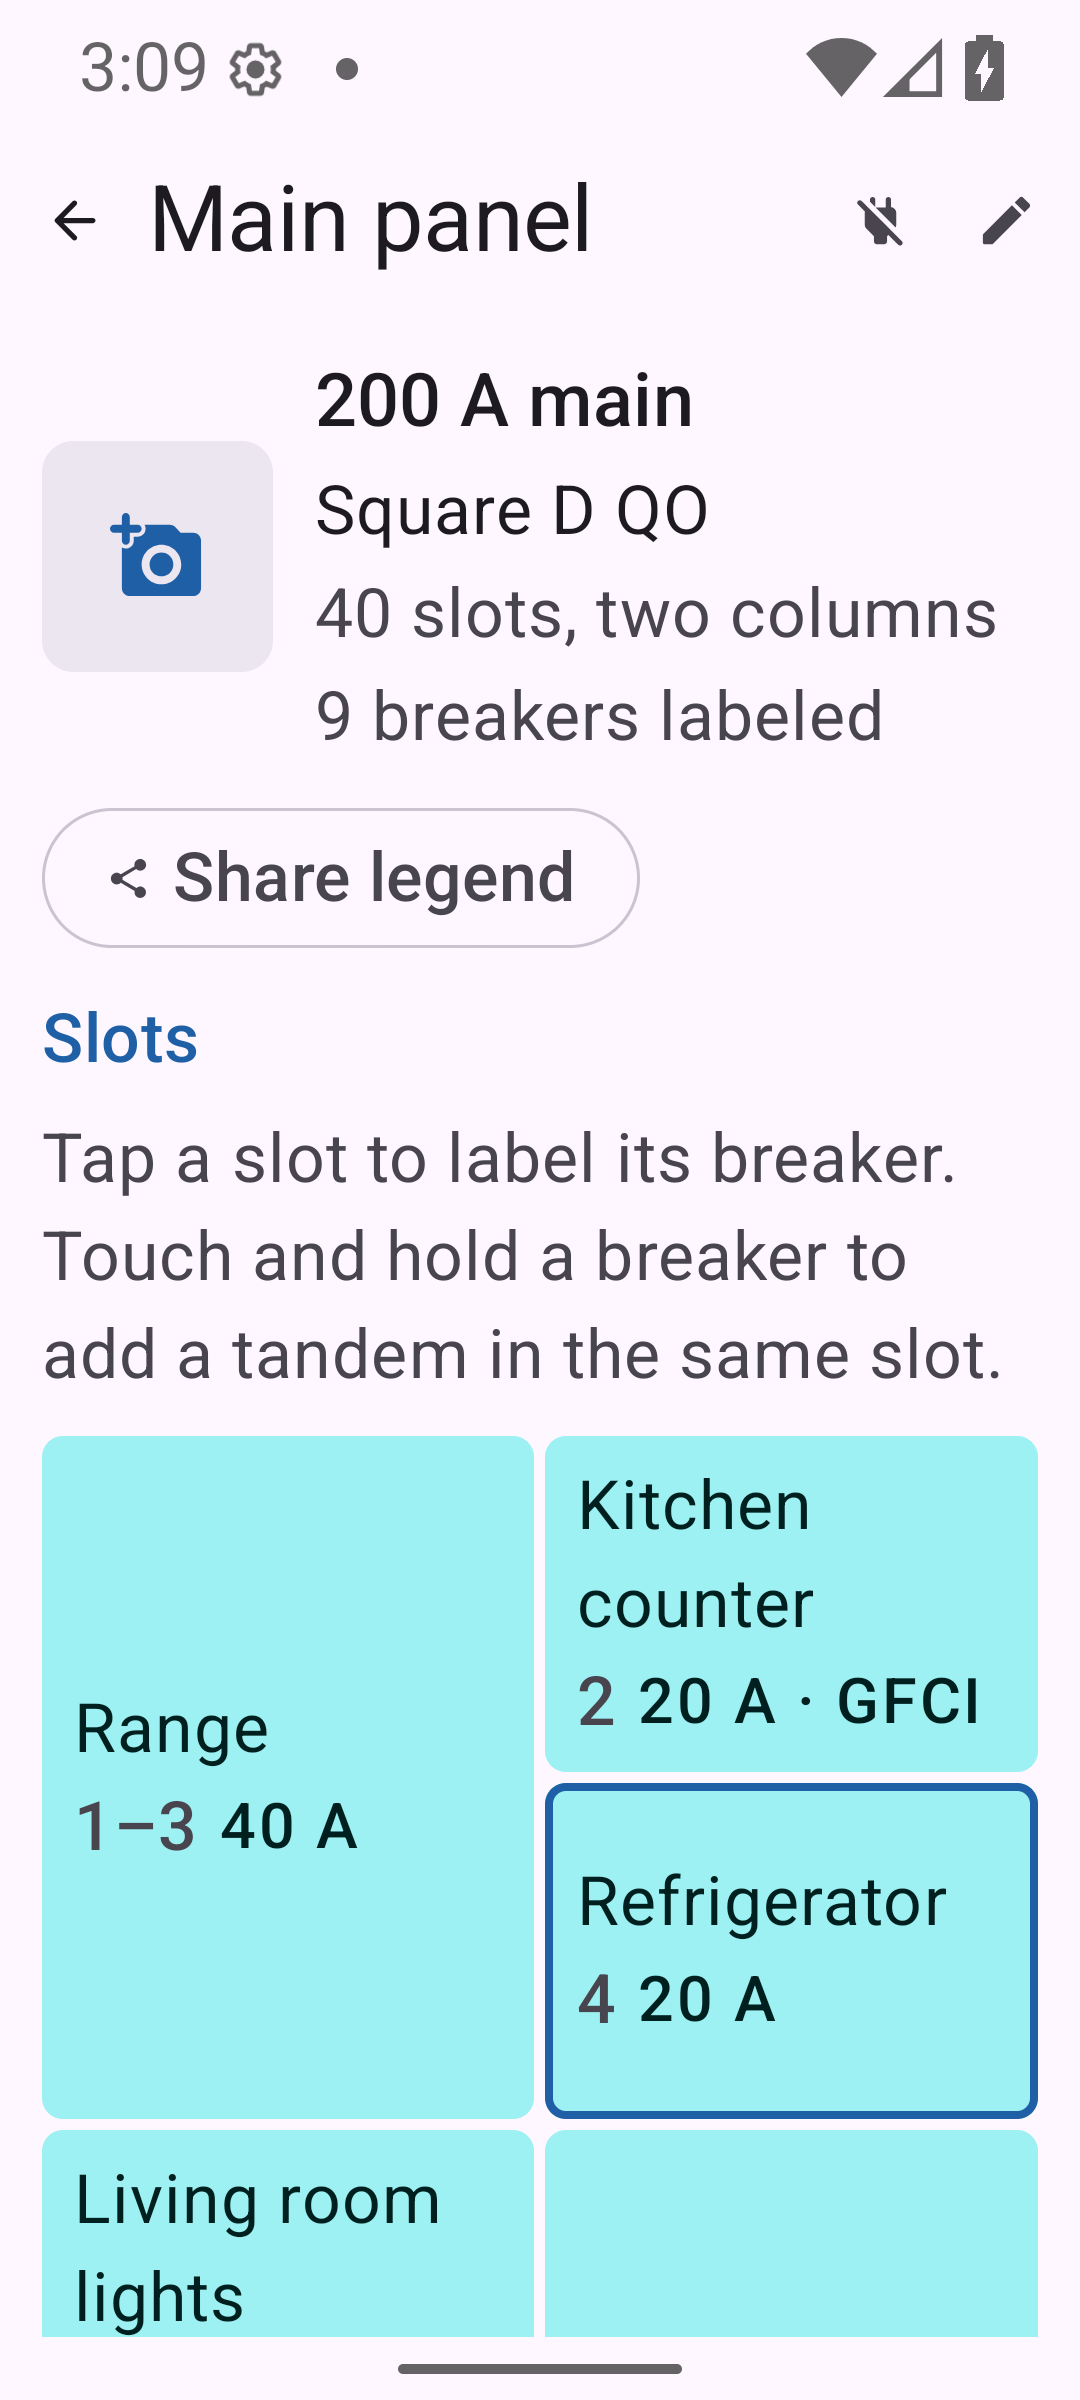 3:09
Main panel
200 A main
Square D QO
40 slots, two columns
9 breakers labeled
Share legend
Slots
Tap a slot to label its breaker.
Touch and hold a breaker to
add a tandem in the same slot.
Range
1–3 40 A
Kitchen
counter
2 20 A · GFCI
Refrigerator
4 20 A
Living room
lights